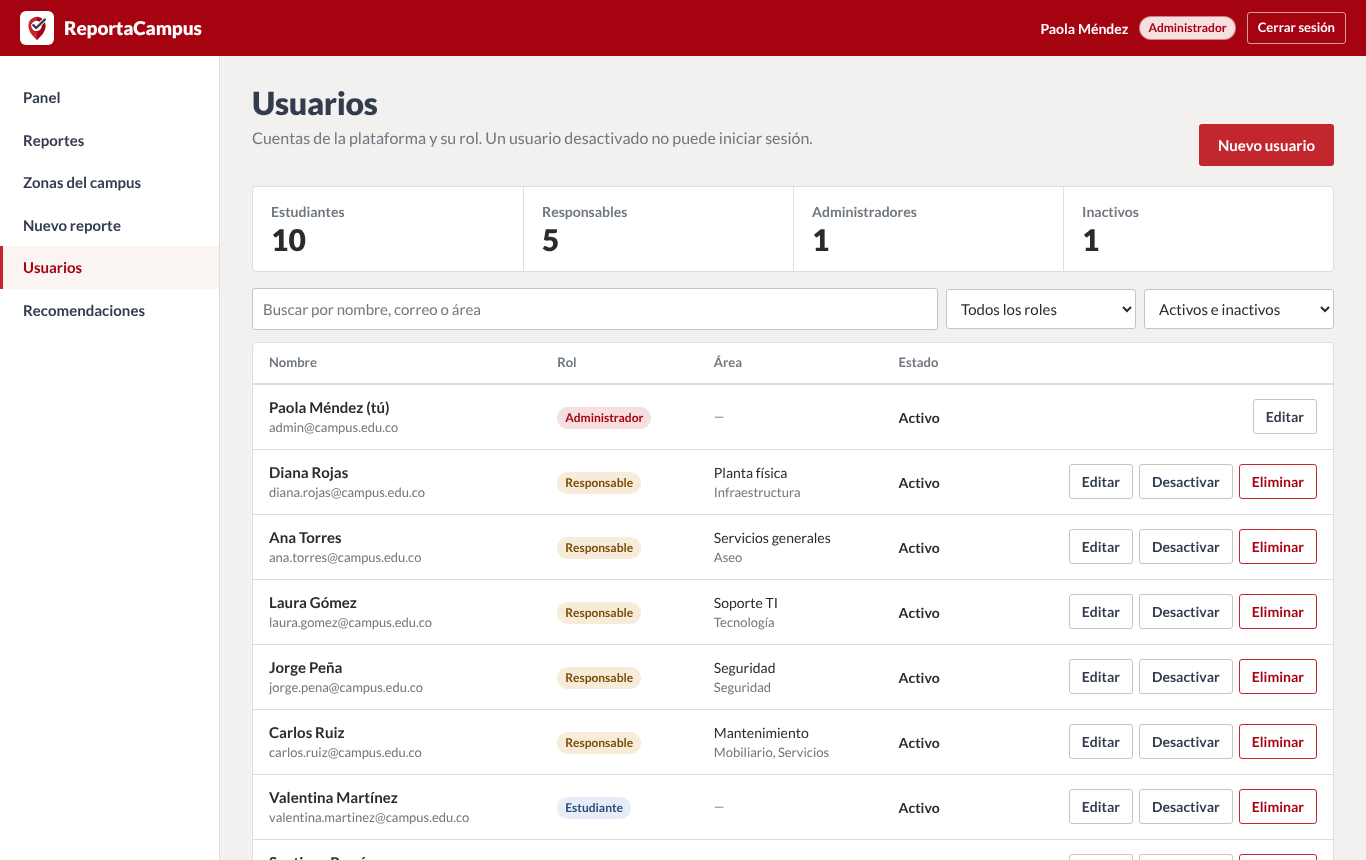 ReportaCampus
Paola Méndez
Administrador
Cerrar sesión
Panel
Reportes
Zonas del campus
Nuevo reporte
Usuarios
Recomendaciones
Usuarios
Cuentas de la plataforma y su rol. Un usuario desactivado no puede iniciar sesión.
Nuevo usuario
Estudiantes
10
Responsables
5
Administradores
1
Inactivos
1
Buscar por nombre, correo o área
Todos los roles
Activos e inactivos
Nombre Rol Área Estado
Paola Méndez (tú)
admin@campus.edu.co
Administrador
—
Activo
Editar
Diana Rojas
diana.rojas@campus.edu.co
Responsable
Planta física
Infraestructura
Activo
Editar Desactivar Eliminar
Ana Torres
ana.torres@campus.edu.co
Responsable
Servicios generales
Aseo
Activo
Editar Desactivar Eliminar
Laura Gómez
laura.gomez@campus.edu.co
Responsable
Soporte TI
Tecnología
Activo
Editar Desactivar Eliminar
Jorge Peña
jorge.pena@campus.edu.co
Responsable
Seguridad
Seguridad
Activo
Editar Desactivar Eliminar
Carlos Ruiz
carlos.ruiz@campus.edu.co
Responsable
Mantenimiento
Mobiliario, Servicios
Activo
Editar Desactivar Eliminar
Valentina Martínez
valentina.martinez@campus.edu.co
Estudiante
—
Activo
Editar Desactivar Eliminar